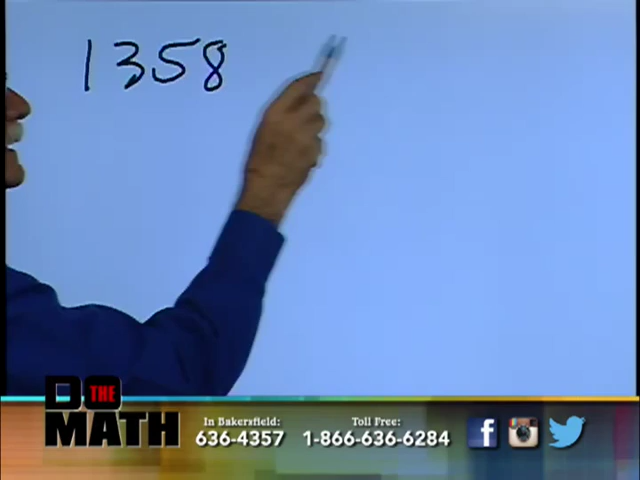 1358
DO THE
MATH
In Bakersfield:
636-4357
Toll Free:
1-866-636-6284